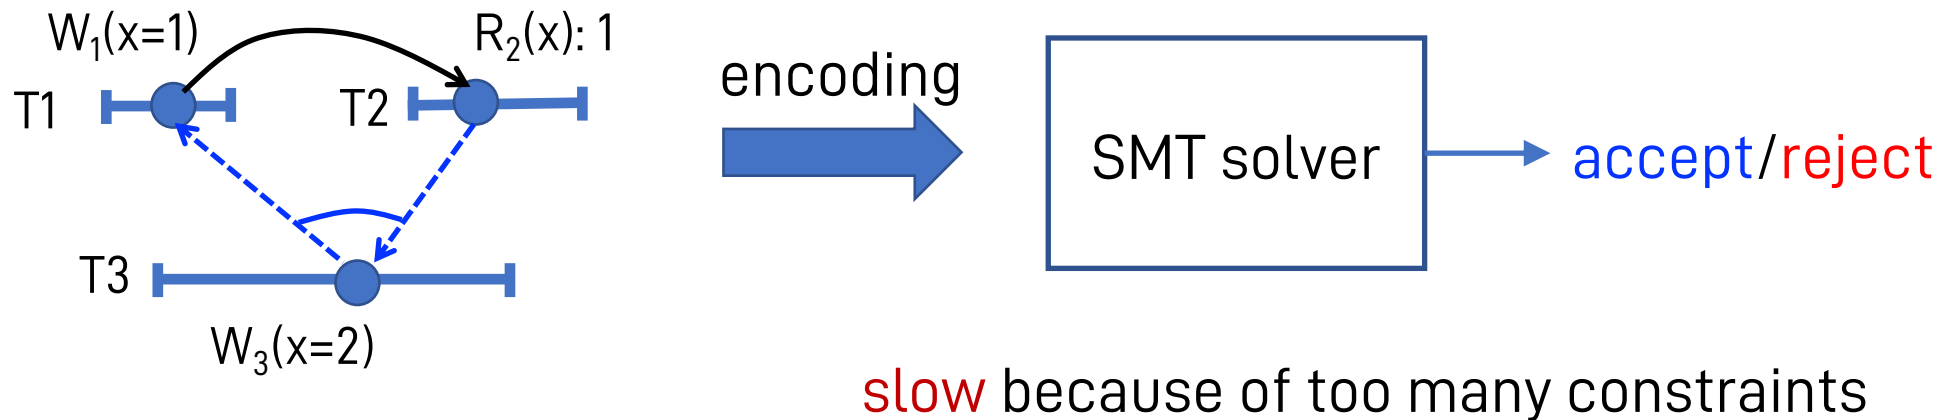 W₁(x=1)
R₂(x): 1
T1
T2
T3
W₃(x=2)
encoding
SMT solver
accept/reject
slow because of too many constraints